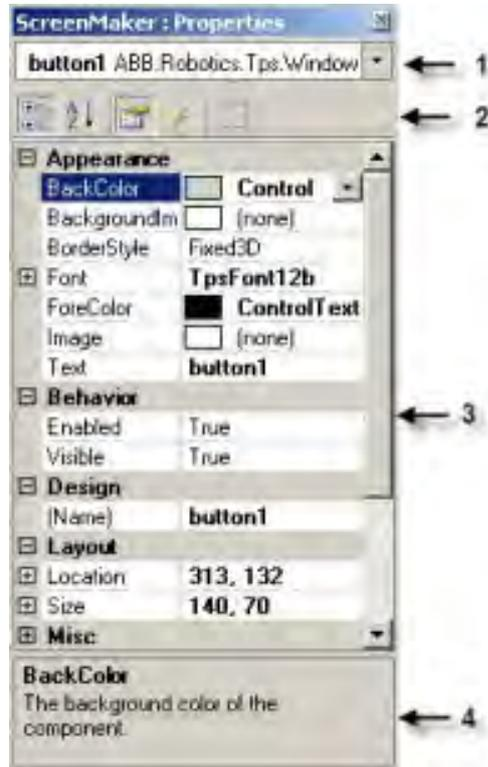 ScreenMaker : Properties
button1 ABB.Robotics.Tps.Window
1
A
Z
2
Appearance
BackColor Control
BackgroundIm (none)
BorderStyle Fixed3D
Font TpsFont12b
ForeColor ControlText
Image (none)
Text button1
Behavior
3
Enabled True
Visible True
Design
(Name) button1
Layout
Location 313, 132
Size 140, 70
Misc
BackColor
The background color of the
component.
4